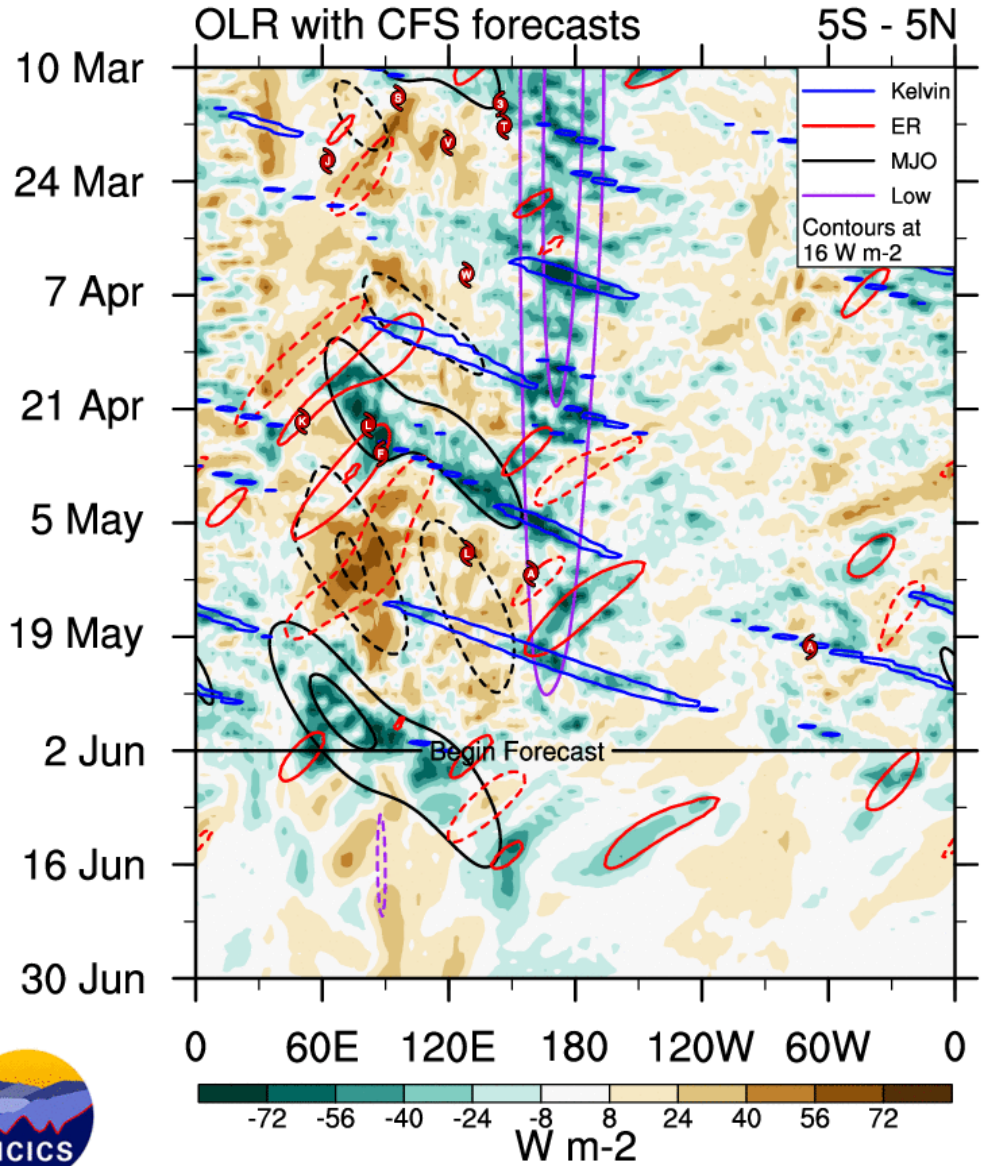 OLR with CFS forecasts 5S - 5N
10 Mar
24 Mar
7 Apr
21 Apr
5 May
19 May
2 Jun
16 Jun
30 Jun
Kelvin
ER
MJO
Low
Contours at
16 W m-2
S
3
T
V
J
W
K
L
F
L
A
A
Begin Forecast
0 60E 120E 180 120W 60W 0
-72 -56 -40 -24 -8 8 24 40 56 72
W m-2
ICICS